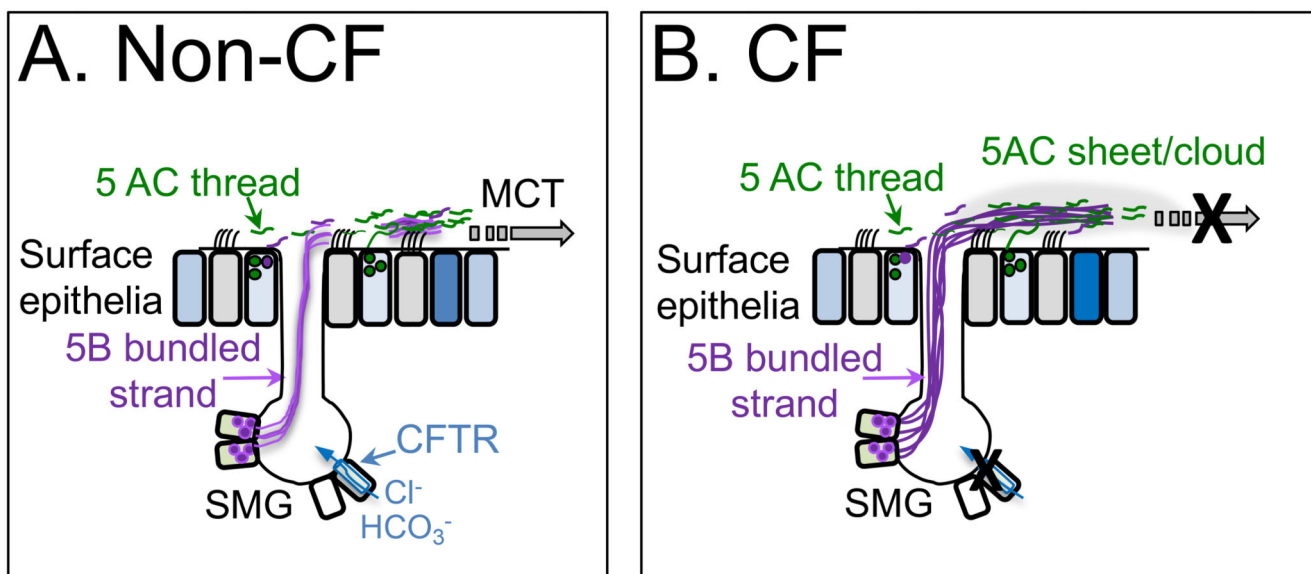 A. Non-CF
5 AC thread
MCT
Surface
epithelia
5B bundled
strand
CFTR
SMG
Cl⁻
HCO₃⁻
B. CF
5AC sheet/cloud
5 AC thread
X
Surface
epithelia
5B bundled
strand
X
SMG